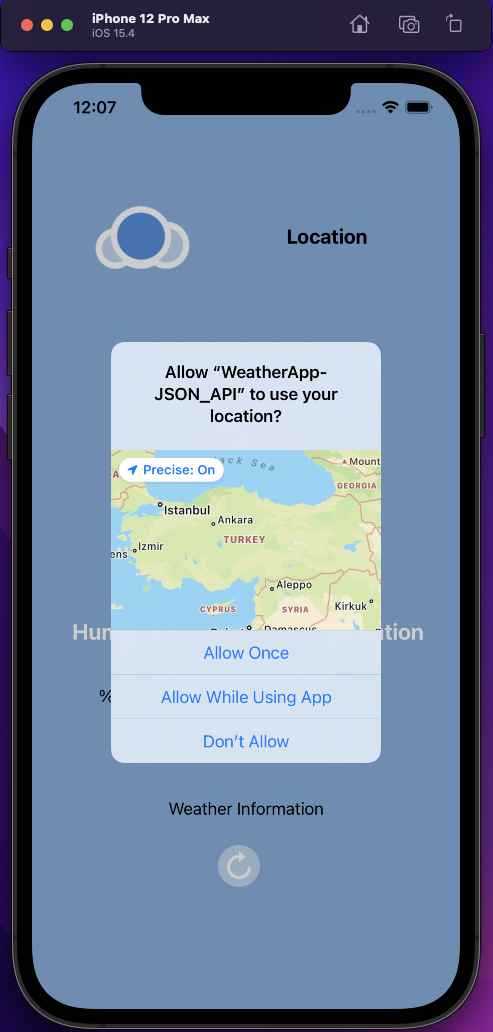 iPhone 12 Pro Max
iOS 15.4
12:07
Location
Allow “WeatherApp-
JSON_API” to use your
location?
Precise: On
ack Sea
Mount
GEORGIA
A
Istanbul
Ankara
Izmir
TURKEY
ens
Aleppo
CYPRUS
SYRIA
Kirkuk
Damascus
Hum
ation
Allow Once
%
Allow While Using App
Don’t Allow
Weather Information